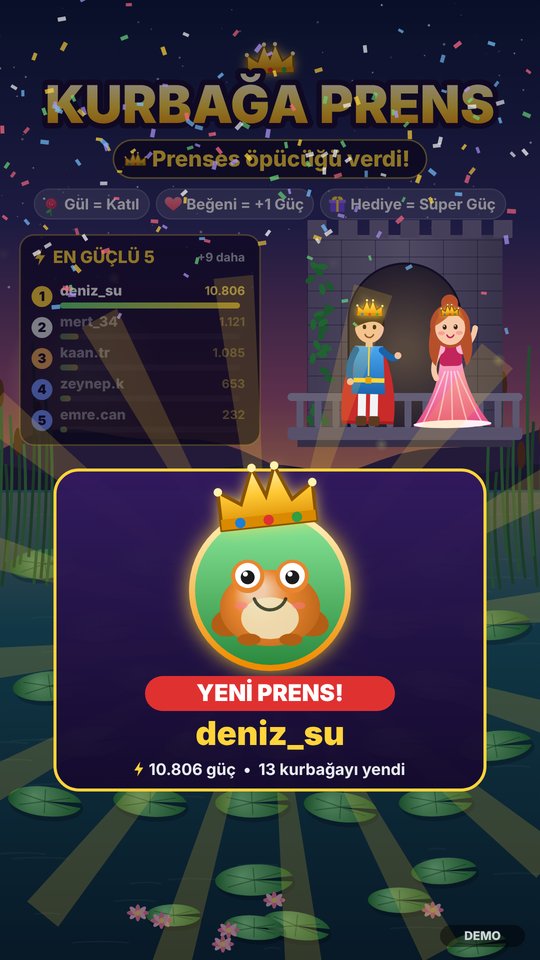 KURBAĞA PRENS
Prenses öpücüğü verdi!
Gül = Katıl
Beğeni = +1 Güç
Hediye = Süper Güç
EN GÜÇLÜ 5
+9 daha
1 deniz_su 10.806
2 mert_34 1.121
3 kaan.tr 1.085
4 zeynep.k 653
5 emre.can 232
YENİ PRENS!
deniz_su
10.806 güç • 13 kurbağayı yendi
DEMO